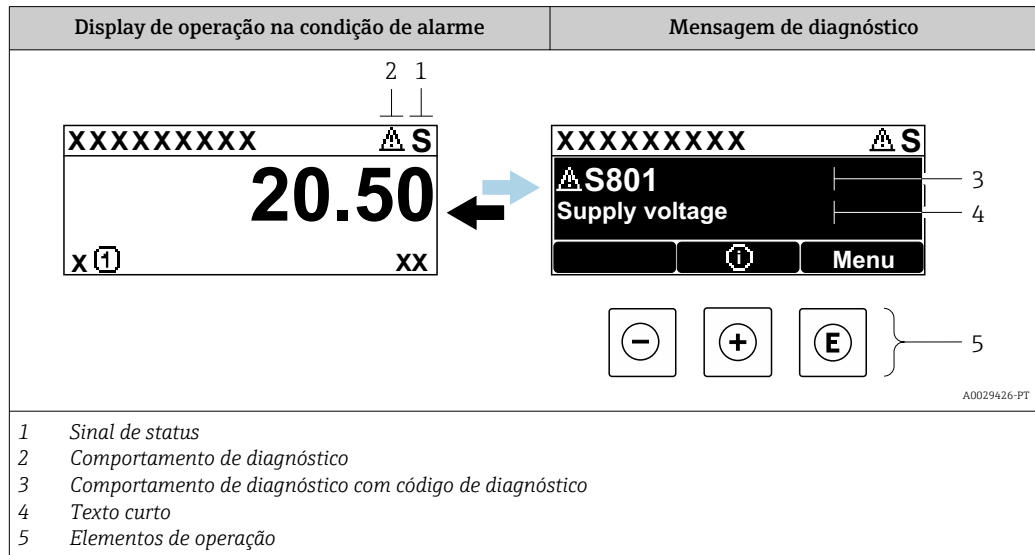 Display de operação na condição de alarme
Mensagem de diagnóstico
2 1
XXXXXXXXX S
20.50
X 1 XX
XXXXXXXXX S
S801
Supply voltage
i Menu
3
4
- + E
5
A0029426-PT
1 Sinal de status
2 Comportamento de diagnóstico
3 Comportamento de diagnóstico com código de diagnóstico
4 Texto curto
5 Elementos de operação